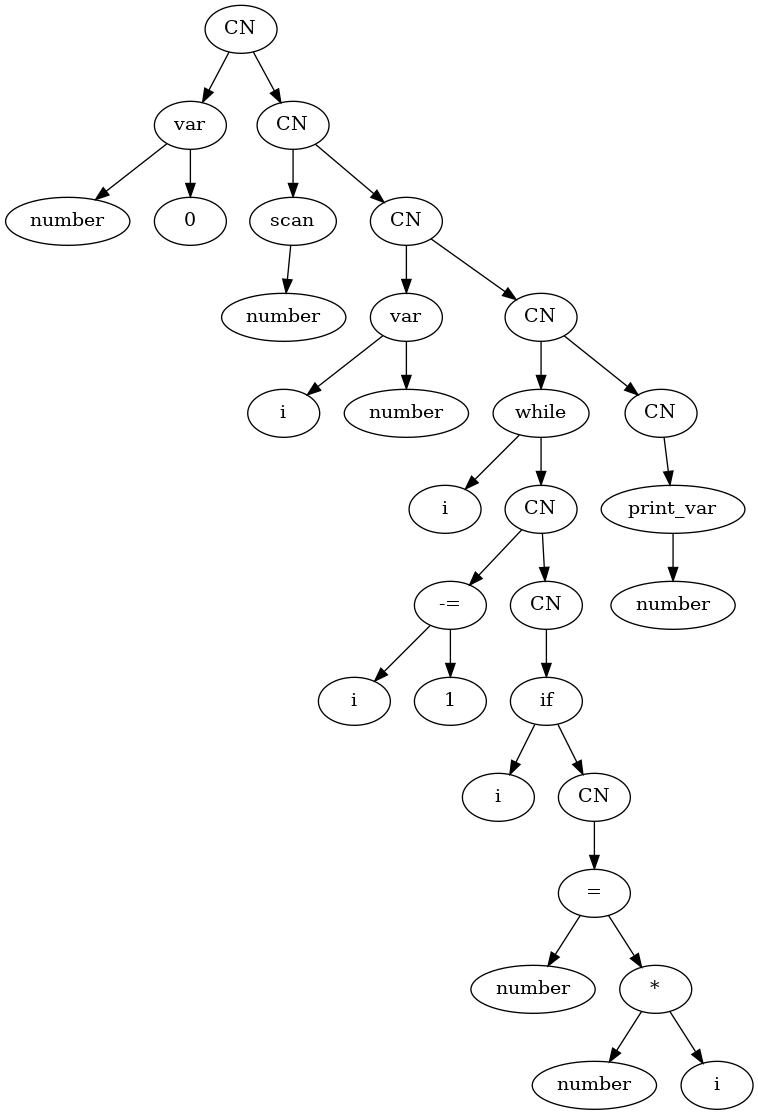 CN
var CN
number 0 scan CN
number var CN
i number while CN
i CN print_var
-= CN number
i 1 if
i CN
=
number *
number i